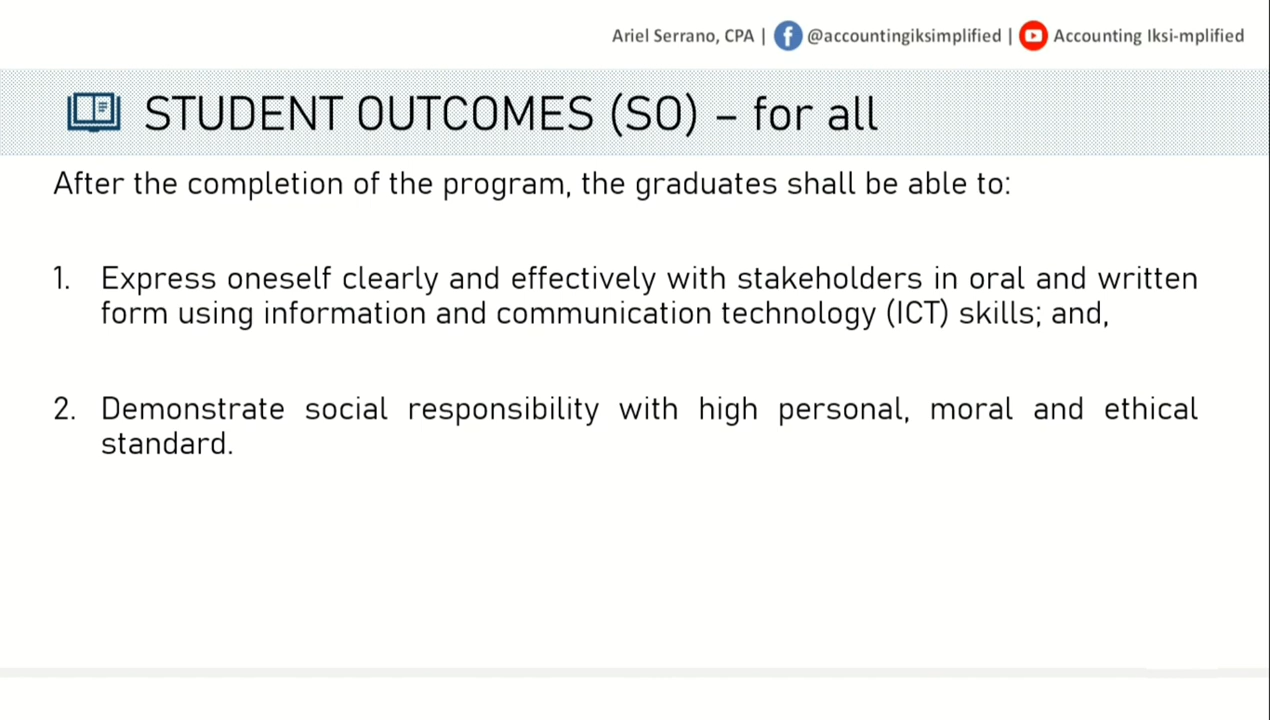 Ariel Serrano, CPA | @accountingiksimplified | Accounting Iksi-mplified
STUDENT OUTCOMES (SO) – for all
After the completion of the program, the graduates shall be able to:
1. Express oneself clearly and effectively with stakeholders in oral and written
form using information and communication technology (ICT) skills; and,
2. Demonstrate social responsibility with high personal, moral and ethical
standard.